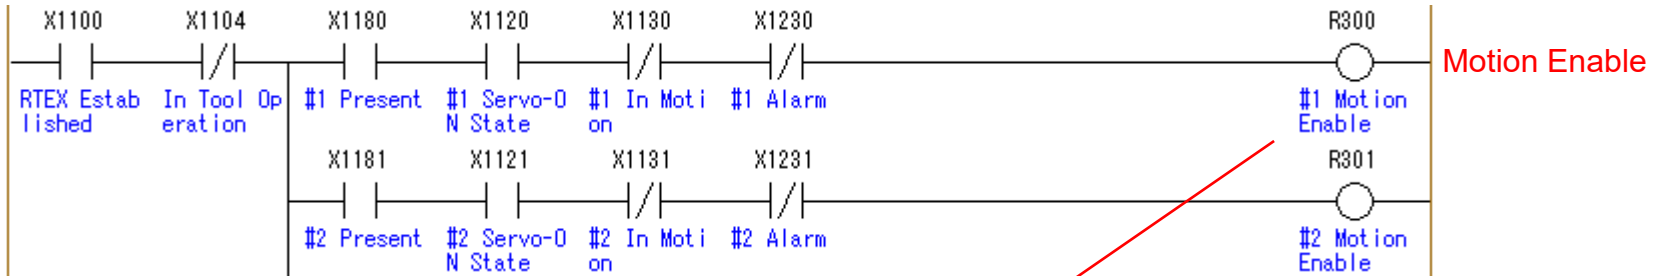 X1100 X1104 X1180 X1120 X1130 X1230 R300
Motion Enable
RTEX Estab In Tool Op #1 Present #1 Servo-O #1 In Moti #1 Alarm #1 Motion
lished eration N State on Enable
X1181 X1121 X1131 X1231 R301
#2 Present #2 Servo-O #2 In Moti #2 Alarm #2 Motion
N State on Enable